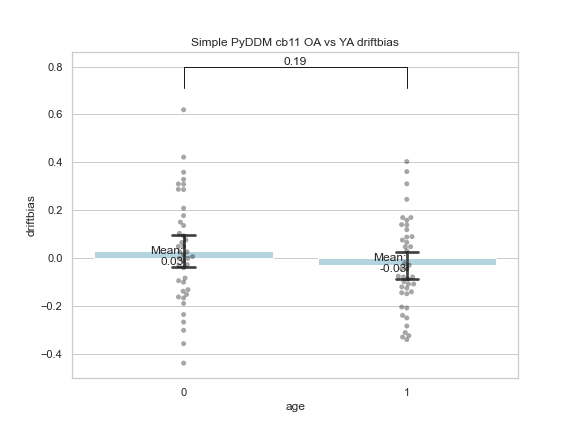 Simple PyDDM cb11 OA vs YA driftbias
0.19
0.8
0.6
0.4
0.2
0.0
−0.2
−0.4
driftbias
Mean:
0.03
Mean:
-0.03
0
1
age